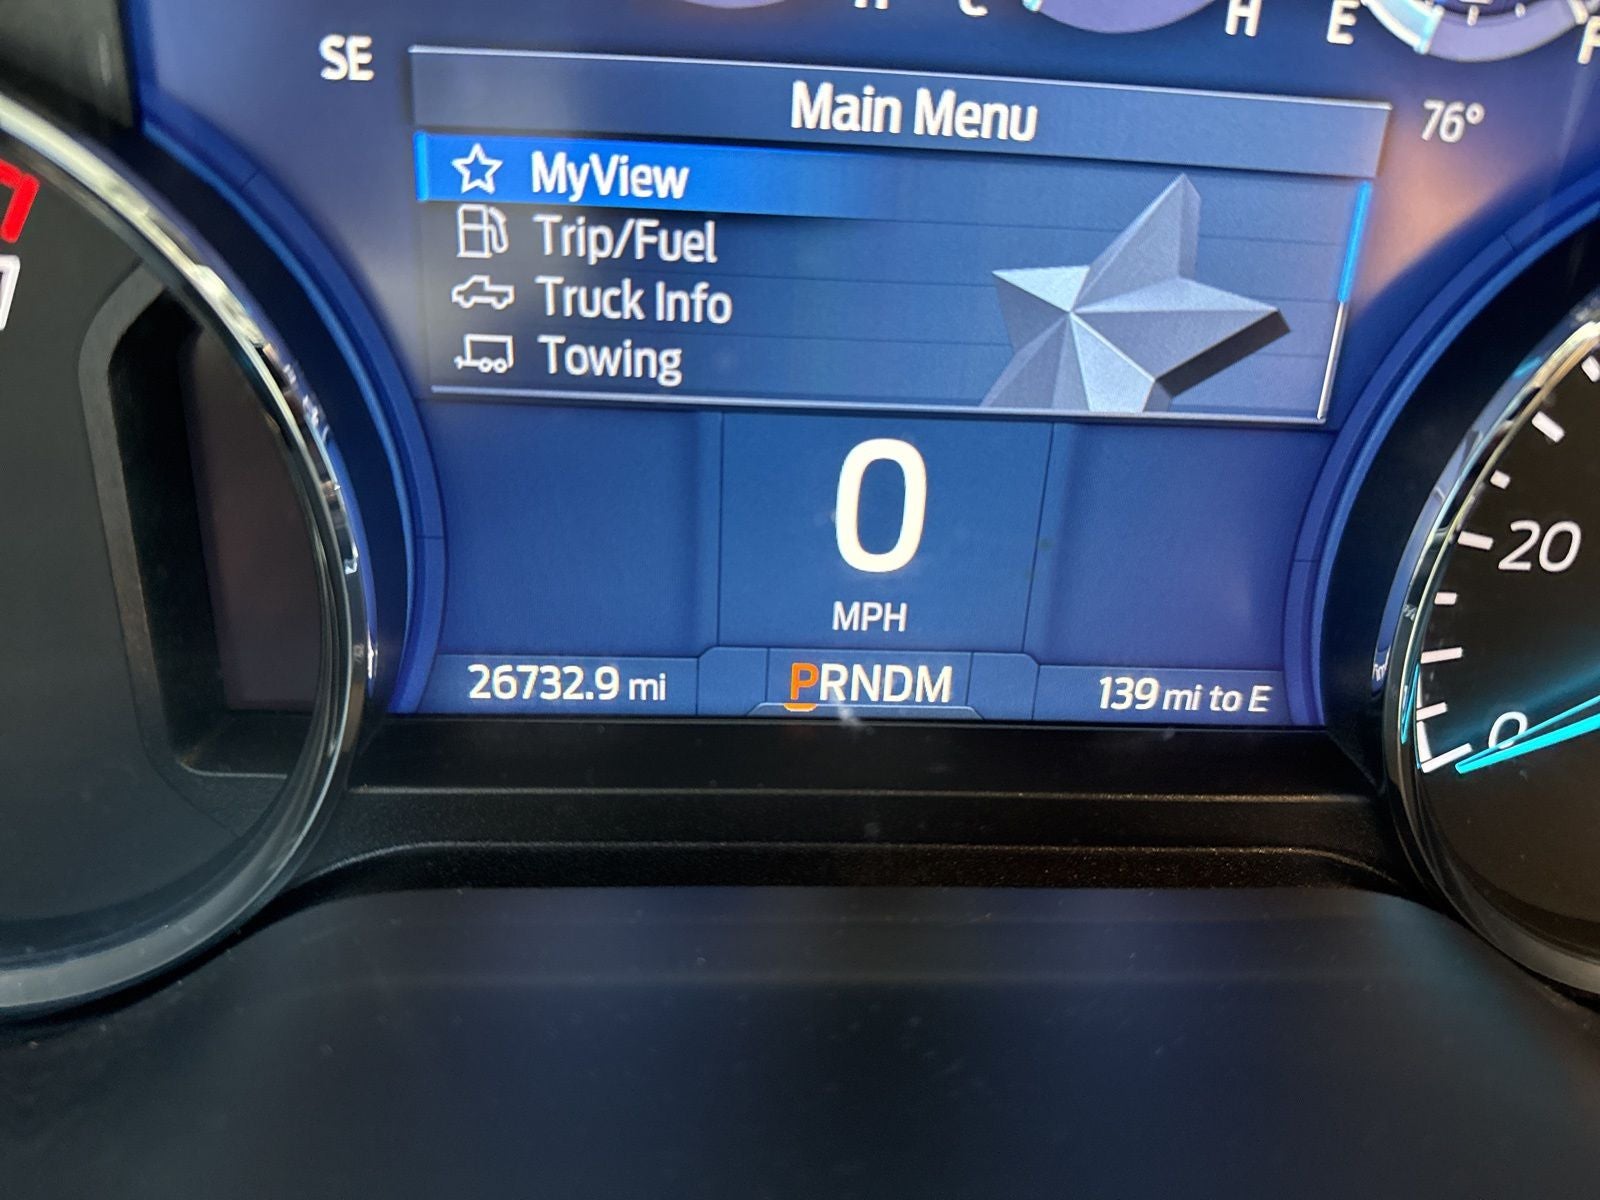 H C H E F
SE
Main Menu
76°
MyView
Trip/Fuel
Truck Info
Towing
0
MPH
20
0
26732.9 mi
PRNDM
139 mi to E